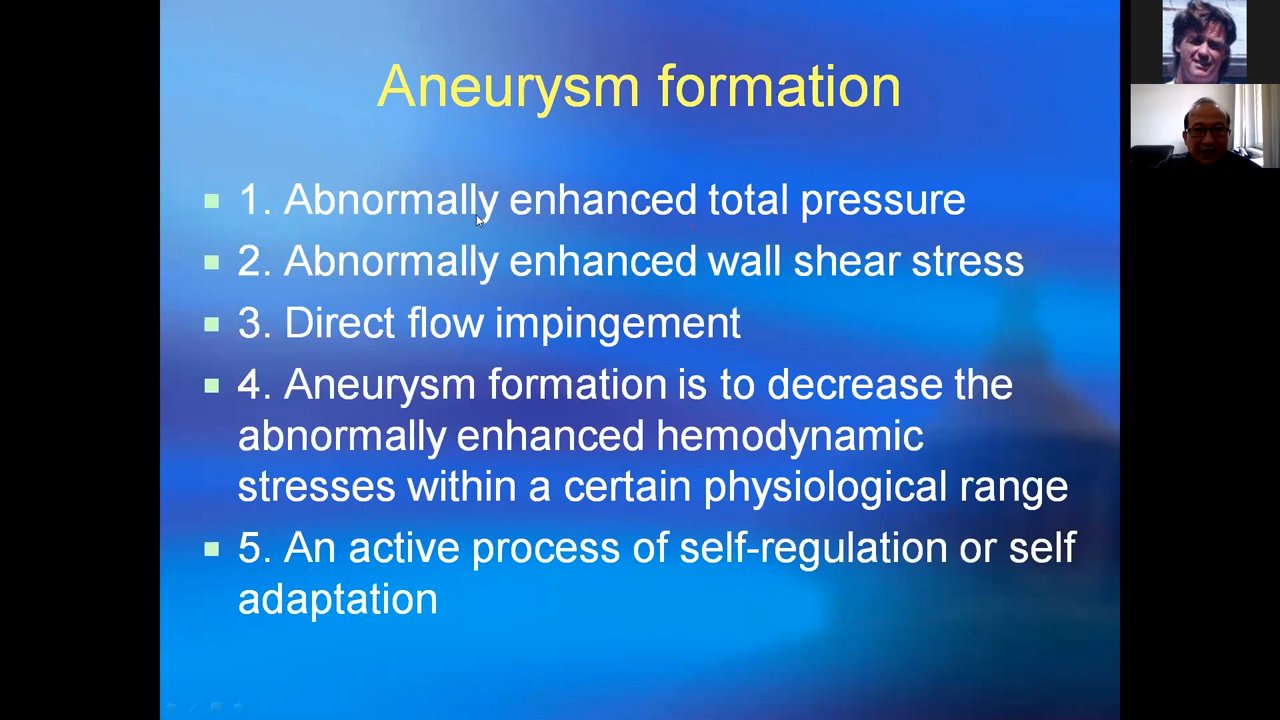 Aneurysm formation
1. Abnormally enhanced total pressure
2. Abnormally enhanced wall shear stress
3. Direct flow impingement
4. Aneurysm formation is to decrease the
abnormally enhanced hemodynamic
stresses within a certain physiological range
5. An active process of self-regulation or self
adaptation